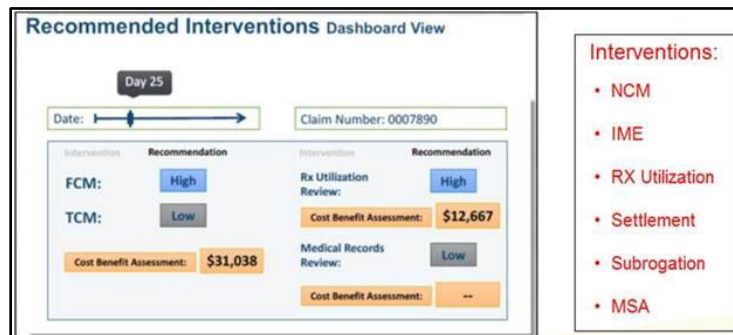 Recommended Interventions Dashboard View
Day 25
Date:
Claim Number: 0007890
Intervention Recommendation
FCM: High
TCM: Low
Cost Benefit Assessment: $31,038
Intervention Recommendation
Rx Utilization
Review: High
Cost Benefit Assessment: $12,667
Medical Records
Review: Low
Cost Benefit Assessment: --
Interventions:
• NCM
• IME
• RX Utilization
• Settlement
• Subrogation
• MSA